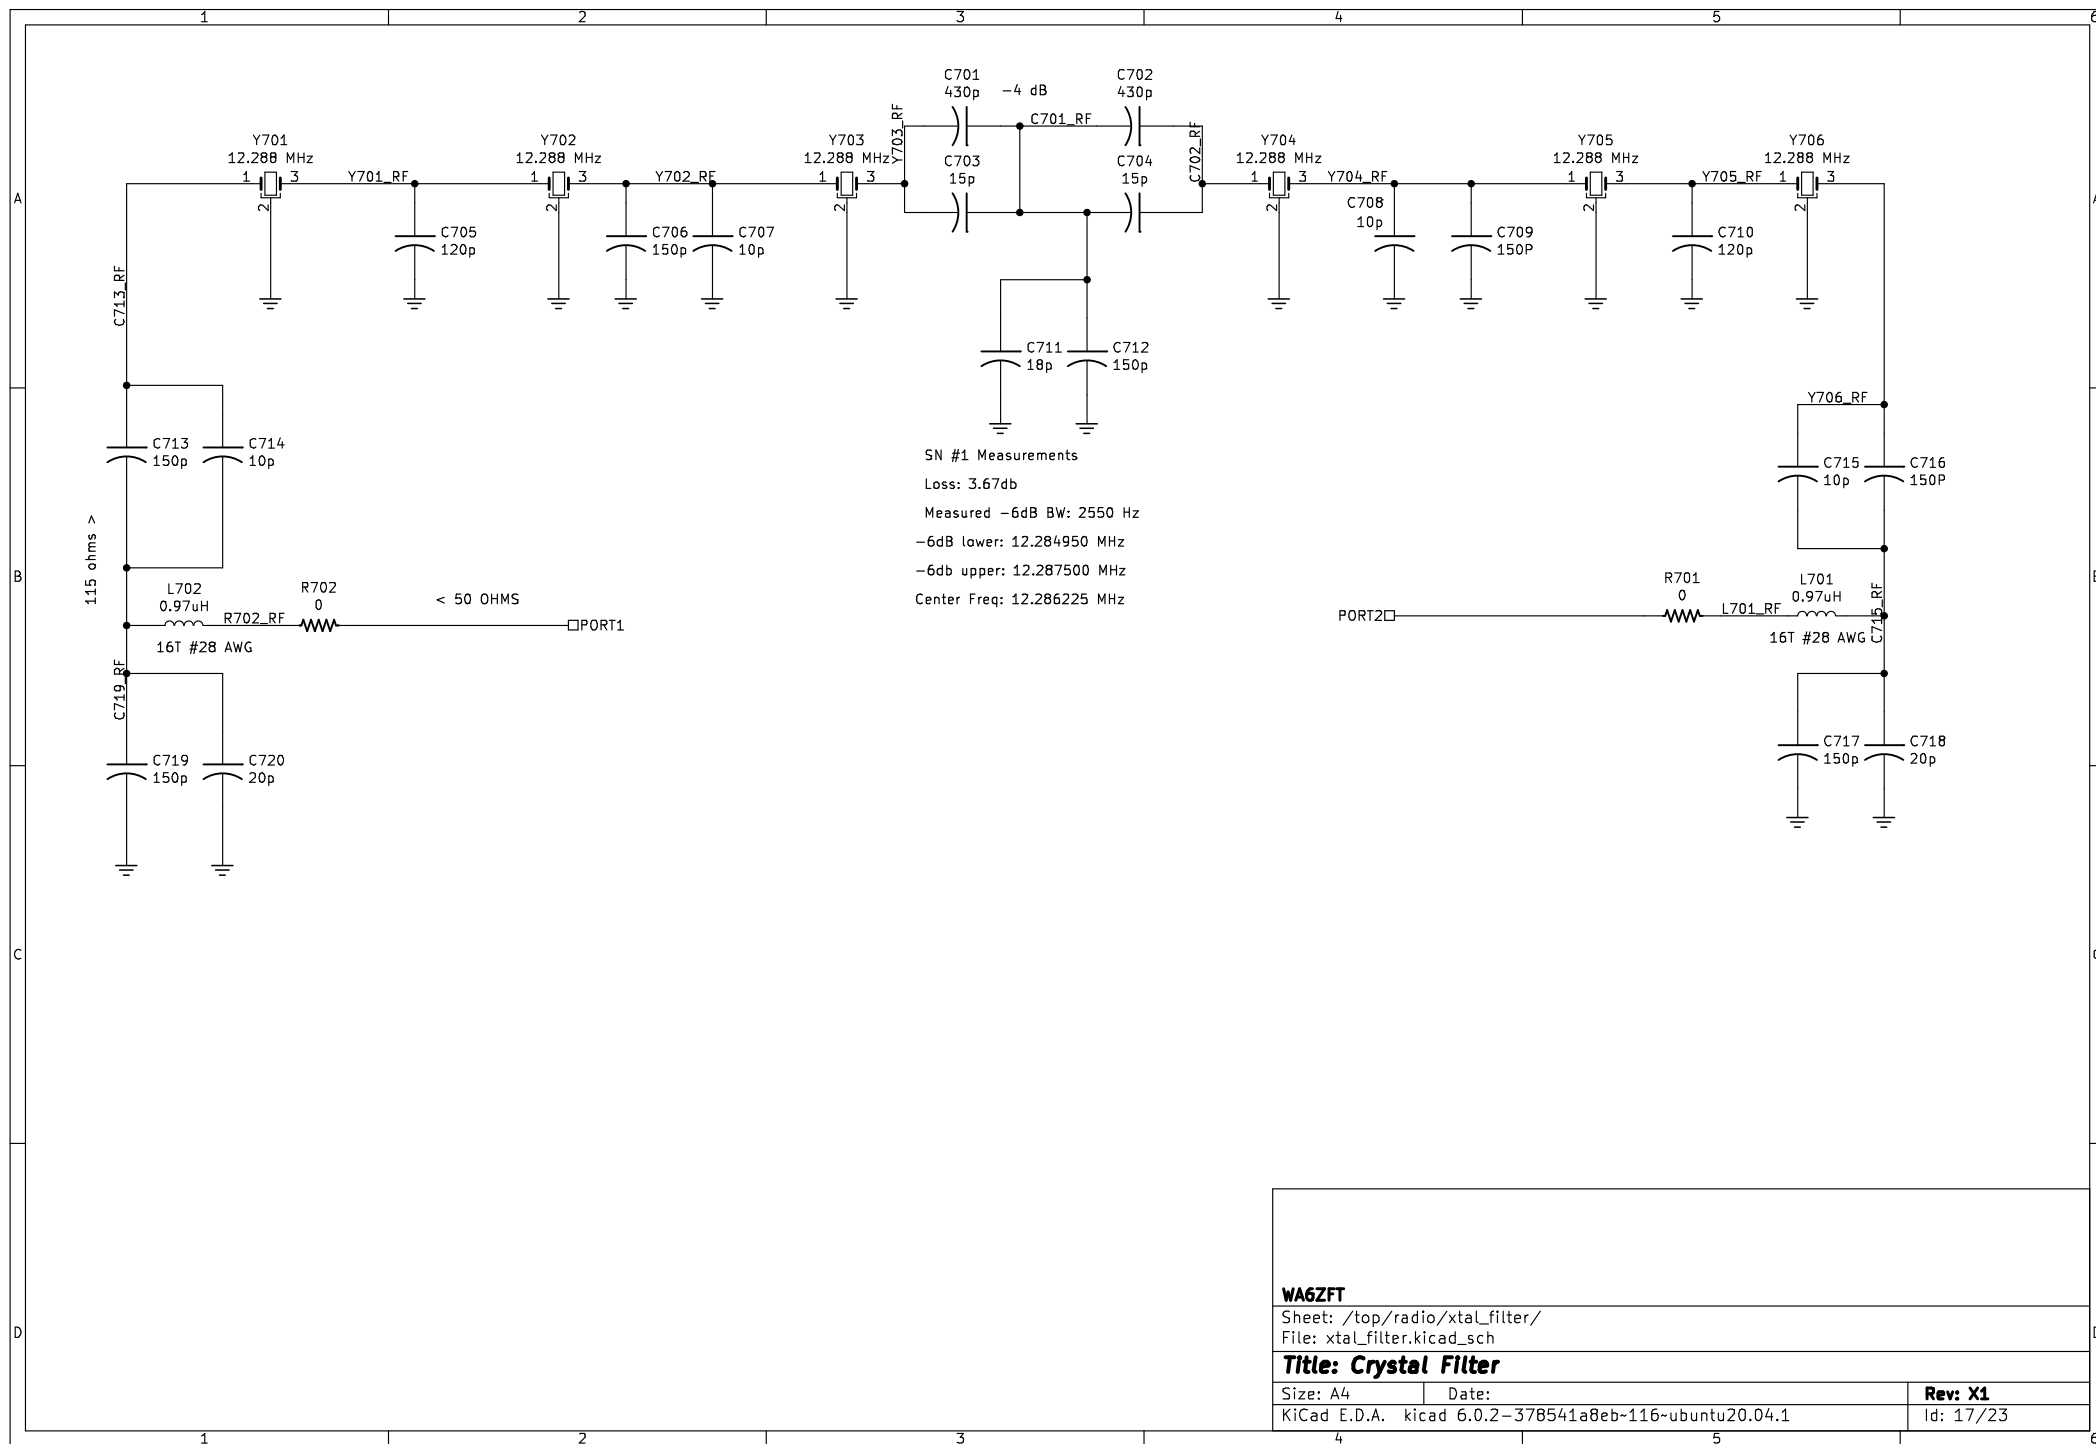 1 2 3 4 5 6
C701
430p
-4 dB
C702
430p
C701_RF
Y703_RF
C702_RF
Y701
12.288 MHz
1 3
2
Y701_RF
Y702
12.288 MHz
1 3
2
Y702_RF
Y703
12.288 MHz
1 3
2
C703
15p
C704
15p
Y704
12.288 MHz
1 3
2
Y704_RF
Y705
12.288 MHz
1 3
2
Y705_RF
Y706
12.288 MHz
1 3
2
A
C705
120p
C706
150p
C707
10p
C708
10p
C709
150P
C710
120p
C713_RF
C711
18p
C712
150p
C713
150p
C714
10p
SN #1 Measurements
Loss: 3.67db
Measured -6dB BW: 2550 Hz
-6dB lower: 12.284950 MHz
-6db upper: 12.287500 MHz
Center Freq: 12.286225 MHz
Y706_RF
C715
10p
C716
150P
115 ohms >
B
L702
0.97uH
R702_RF
16T #28 AWG
R702
0
< 50 OHMS
PORT1
PORT2
R701
0
L701_RF
L701
0.97uH
16T #28 AWG
C715_RF
C719_RF
C719
150p
C720
20p
C717
150p
C718
20p
C
D
WA6ZFT
Sheet: /top/radio/xtal_filter/
File: xtal_filter.kicad_sch
Title: Crystal Filter
Size: A4 Date: Rev: X1
KiCad E.D.A. kicad 6.0.2-378541a8eb~116~ubuntu20.04.1 Id: 17/23
1 2 3 4 5 6